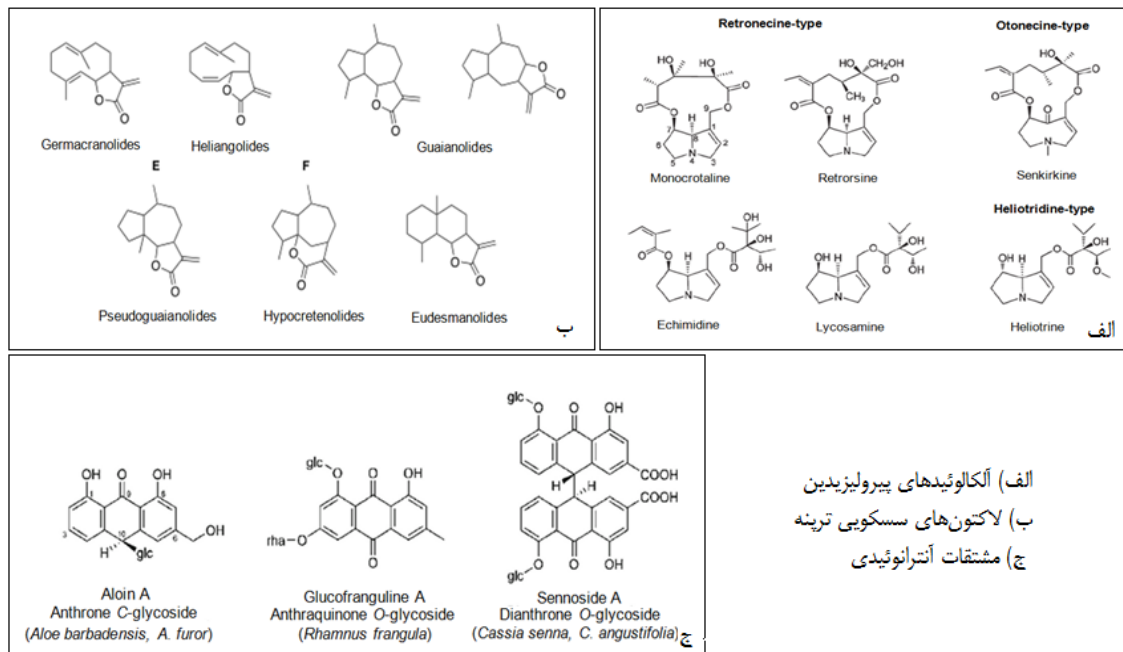 Germacranolides
Heliangolides
Guaianolides
E
F
Pseudoguaianolides
Hypocretenolides
Eudesmanolides
ب
Retronecine-type
Otonecine-type
Monocrotaline
Retrorsine
Senkirkine
Heliotridine-type
Echimidine
Lycosamine
Heliotrine
الف
Aloin A
Anthrone C-glycoside
(Aloe barbadensis, A. furor)
Glucofranguline A
Anthraquinone O-glycoside
(Rhamnus frangula)
Sennoside A
Dianthrone O-glycoside
(Cassia senna, C. angustifolia)
ج
الف) آلکالوئیدهای پیرولیزیدین
ب) لاکتون‌های سسکویی ترپنه
ج) مشتقات آنترانوئیدی